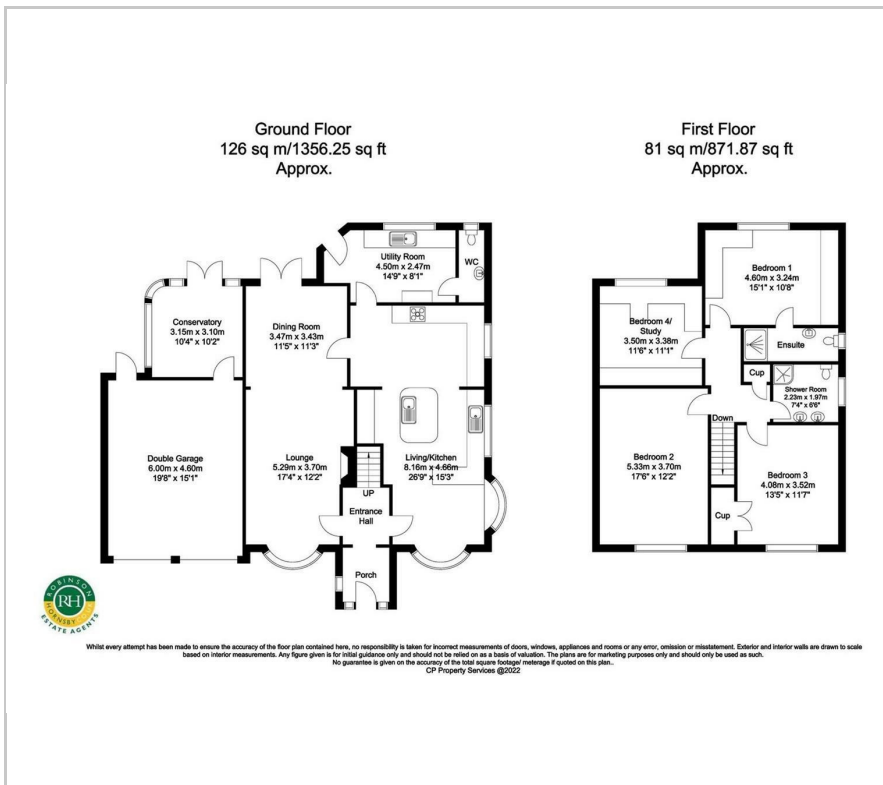 Ground Floor
126 sq m/1356.25 sq ft
Approx.
First Floor
81 sq m/871.87 sq ft
Approx.
Utility Room
4.50m x 2.47m
14'9" x 8'1"
WC
Conservatory
3.15m x 3.10m
10'4" x 10'2"
Dining Room
3.47m x 3.43m
11'5" x 11'3"
Double Garage
6.00m x 4.60m
19'8" x 15'1"
Lounge
5.29m x 3.70m
17'4" x 12'2"
Living/Kitchen
8.16m x 4.66m
26'9" x 15'3"
UP
Entrance
Hall
Porch
Bedroom 1
4.60m x 3.24m
15'1" x 10'8"
Bedroom 4/
Study
3.50m x 3.38m
11'6" x 11'1"
Ensuite
Cup
Shower Room
2.23m x 1.97m
7'4" x 6'6"
Down
Bedroom 2
5.33m x 3.70m
17'6" x 12'2"
Bedroom 3
4.08m x 3.52m
13'5" x 11'7"
Cup
ROBINSON
HORNSBY
RH
ESTATE AGENTS
Whilst every attempt has been made to ensure the accuracy of the floor plan contained here, no responsibility is taken for incorrect measurements of doors, windows, appliances and rooms or any error, omission or misstatement. Exterior and interior walls are drawn to scale
based on interior measurements. Any figure given is for initial guidance only and should not be relied on as a basis of valuation. The plans are for marketing purposes only and should only be used as such.
No guarantee is given on the accuracy of the total square footage/ meterage if quoted on this plan..
CP Property Services @2022